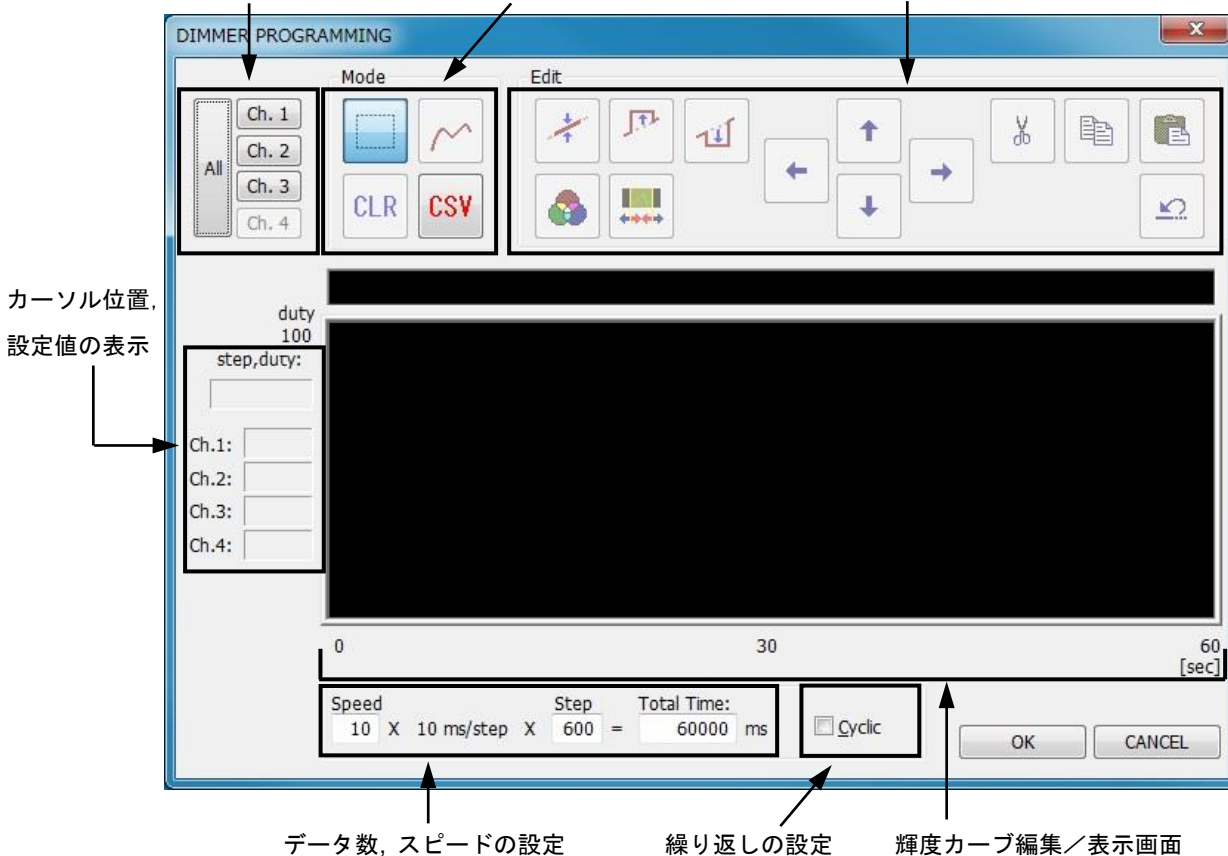 DIMMER PROGRAMMING
Mode
Edit
All
Ch. 1
Ch. 2
Ch. 3
Ch. 4
CLR
CSV
カーソル位置,
設定値の表示
duty
100
step,duty:
Ch.1:
Ch.2:
Ch.3:
Ch.4:
0 30 60
[sec]
Speed Step Total Time:
10 X 10 ms/step X 600 = 60000 ms
Cyclic
OK
CANCEL
データ数, スピードの設定
繰り返しの設定
輝度カーブ編集／表示画面